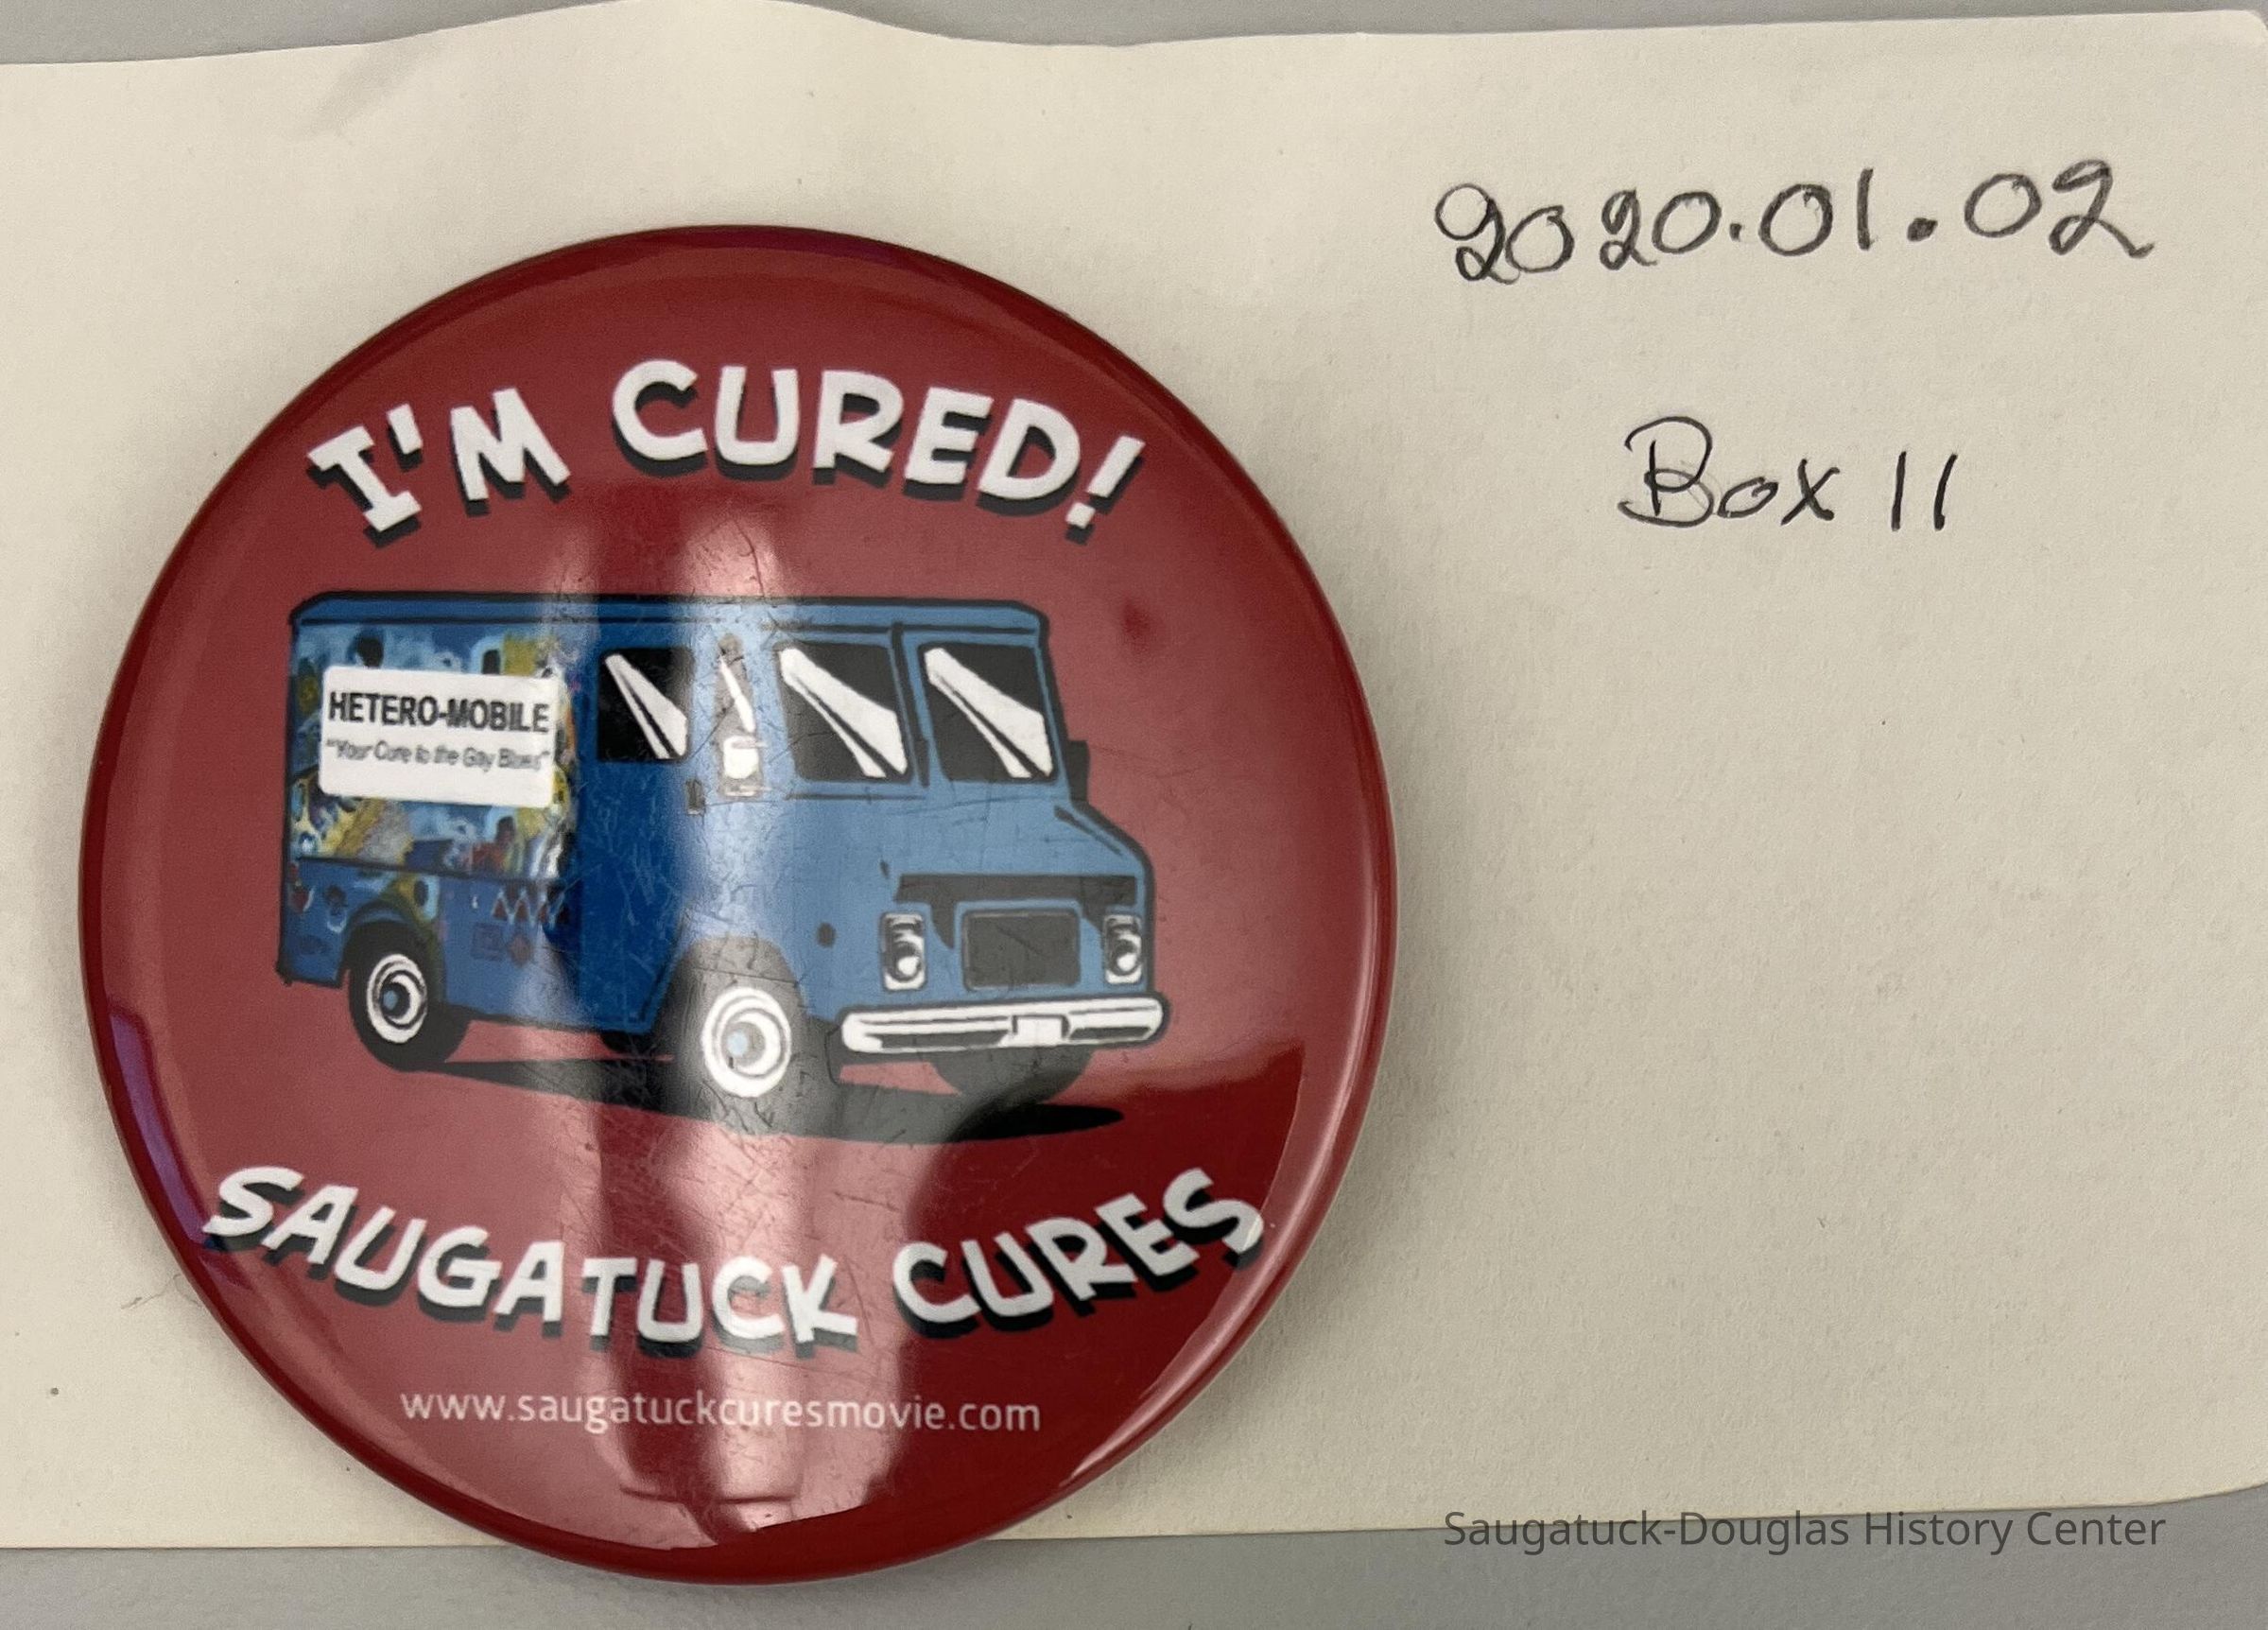 2020.01.02
Box 11
I'M CURED!
HETERO-MOBILE
"Your Cure to the Gay Blues"
SAUGATUCK CURES
www.saugatuckcuresmovie.com
Saugatuck-Douglas History Center